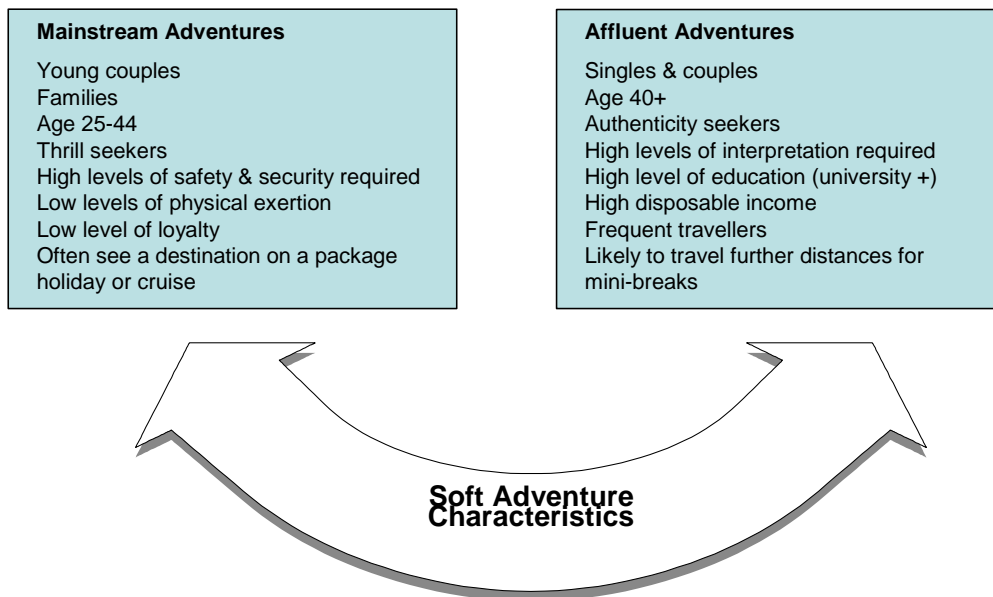 Mainstream Adventures
Young couples
Families
Age 25-44
Thrill seekers
High levels of safety & security required
Low levels of physical exertion
Low level of loyalty
Often see a destination on a package
holiday or cruise
Affluent Adventures
Singles & couples
Age 40+
Authenticity seekers
High levels of interpretation required
High level of education (university +)
High disposable income
Frequent travellers
Likely to travel further distances for
mini-breaks
Soft Adventure
Characteristics